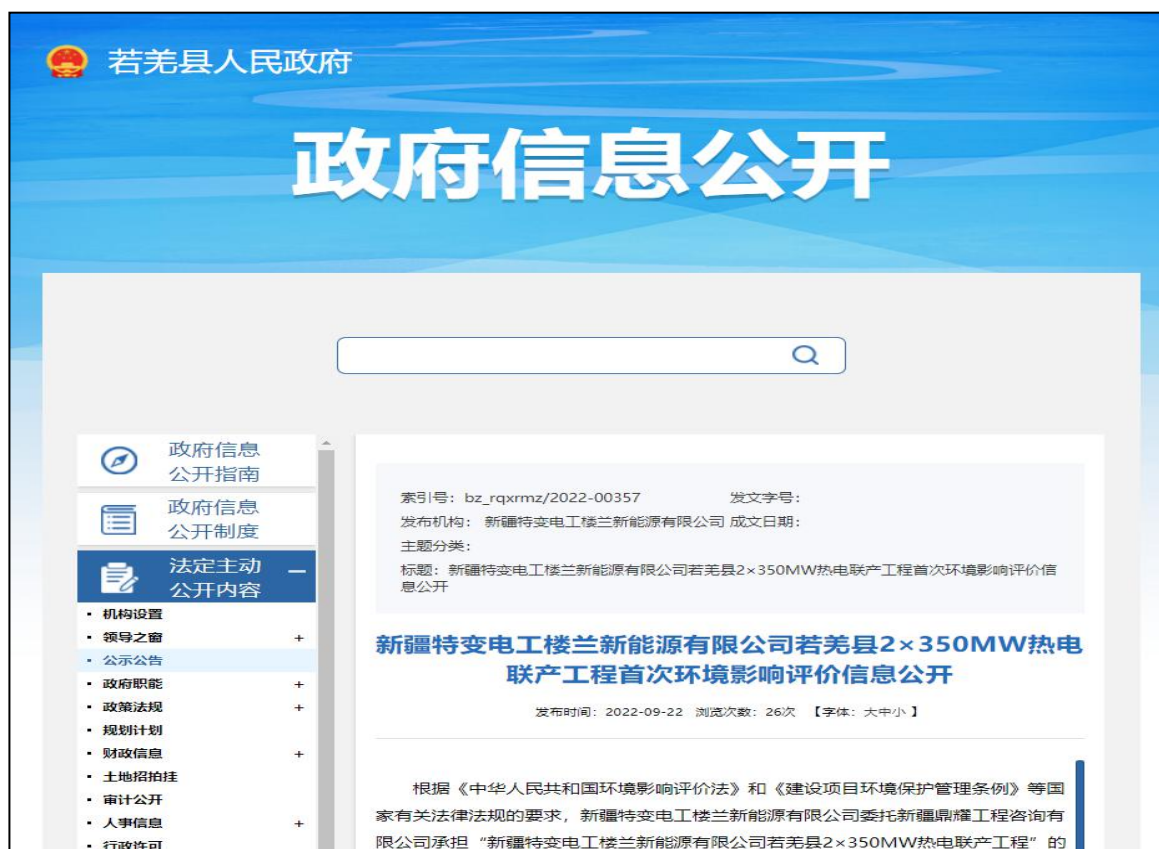 若羌县人民政府
政府信息公开
政府信息
公开指南
政府信息
公开制度
法定主动
公开内容
机构设置
领导之窗 +
公示公告
政府职能 +
政策法规 +
规划计划
财政信息 +
土地招拍挂
审计公开
人事信息 +
行政许可
索引号：bz_rqxrmz/2022-00357 发文字号：
发布机构： 新疆特变电工楼兰新能源有限公司 成文日期：
主题分类：
标题：新疆特变电工楼兰新能源有限公司若羌县2×350MW热电联产工程首次环境影响评价信
息公开
新疆特变电工楼兰新能源有限公司若羌县2×350MW热电
联产工程首次环境影响评价信息公开
发布时间：2022-09-22 浏览次数：26次 【字体：大中小】
根据《中华人民共和国环境影响评价法》和《建设项目环境保护管理条例》等国
家有关法律法规的要求，新疆特变电工楼兰新能源有限公司委托新疆鼎耀工程咨询有
限公司承担“新疆特变电工楼兰新能源有限公司若羌县2×350MW热电联产工程”的